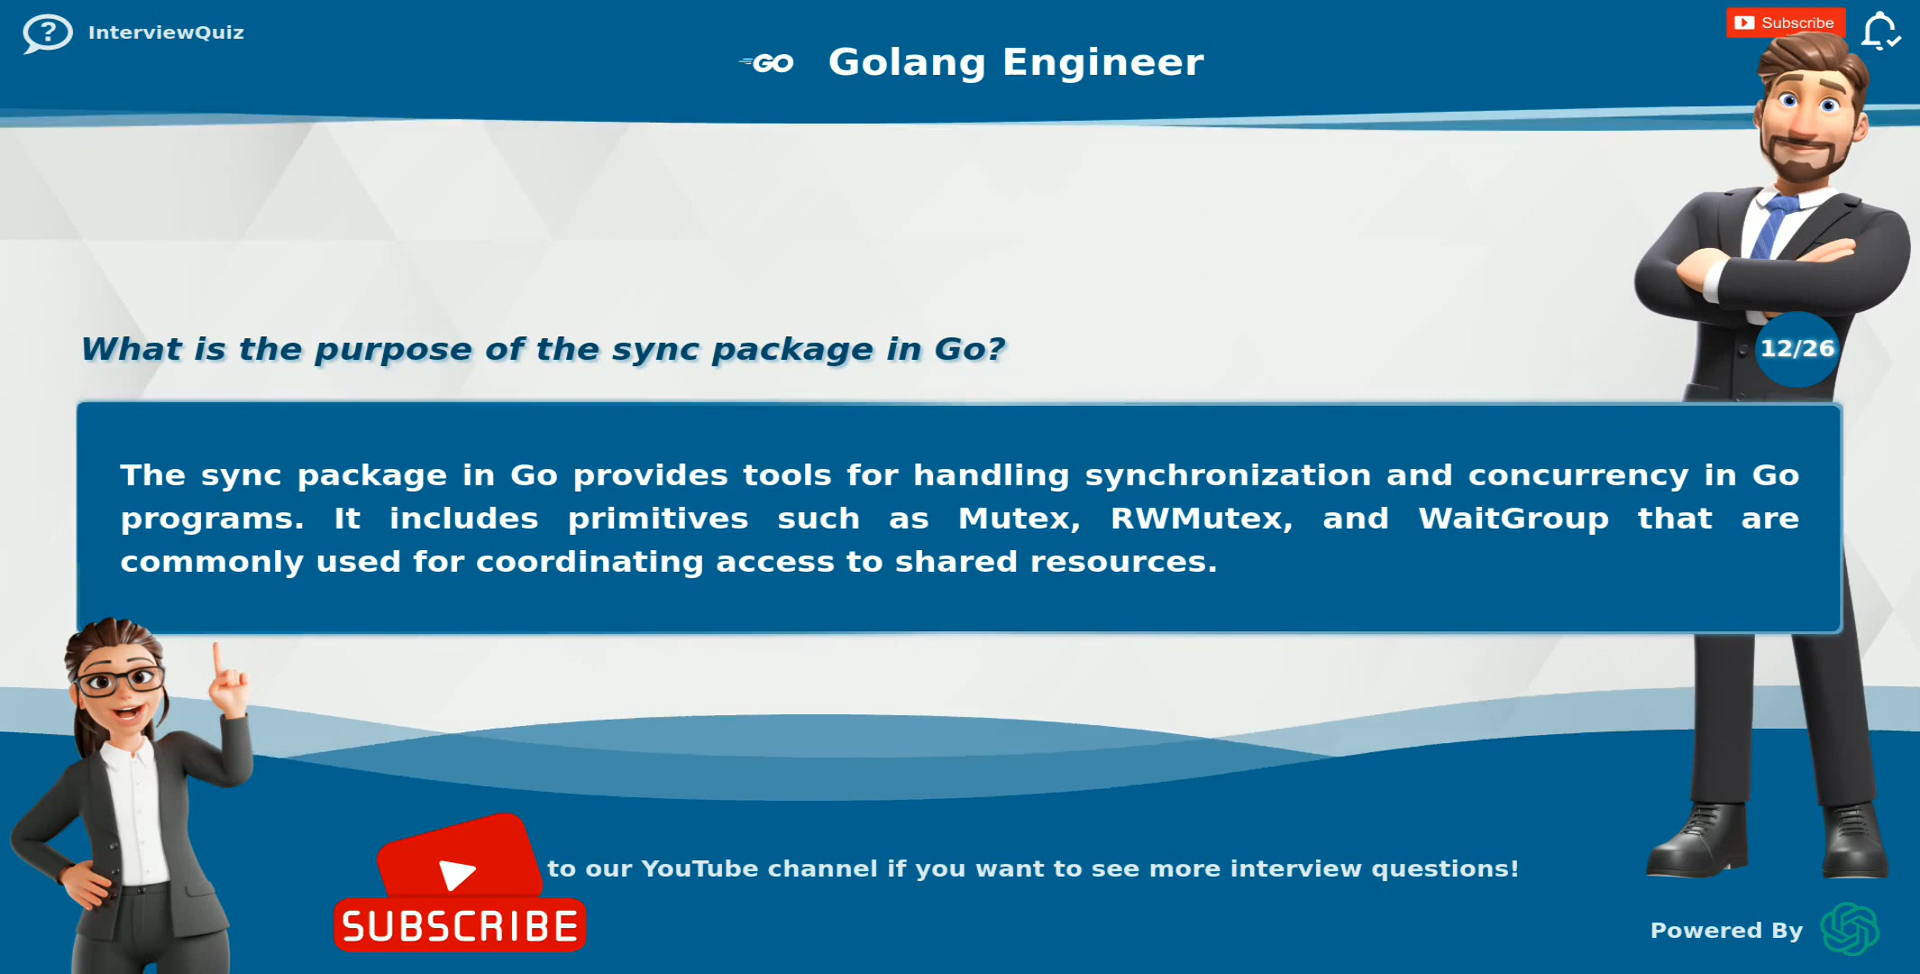 InterviewQuiz
Subscribe
GO
Golang Engineer
What is the purpose of the sync package in Go?
12/26
The sync package in Go provides tools for handling synchronization and concurrency in Go
programs. It includes primitives such as Mutex, RWMutex, and WaitGroup that are
commonly used for coordinating access to shared resources.
to our YouTube channel if you want to see more interview questions!
SUBSCRIBE
Powered By